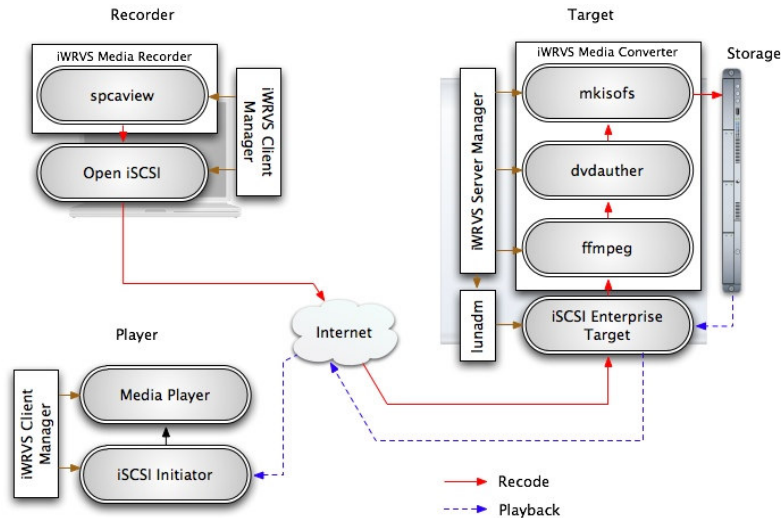 Recorder
iWRVS Media Recorder
spcaview
Open iSCSI
iWRVS Client
Manager
Target
iWRVS Media Converter
Storage
mkisofs
dvdauther
ffmpeg
iWRVS Server Manager
lunadm
iSCSI Enterprise
Target
Internet
Player
Media Player
iSCSI Initiator
iWRVS Client
Manager
Recode
Playback